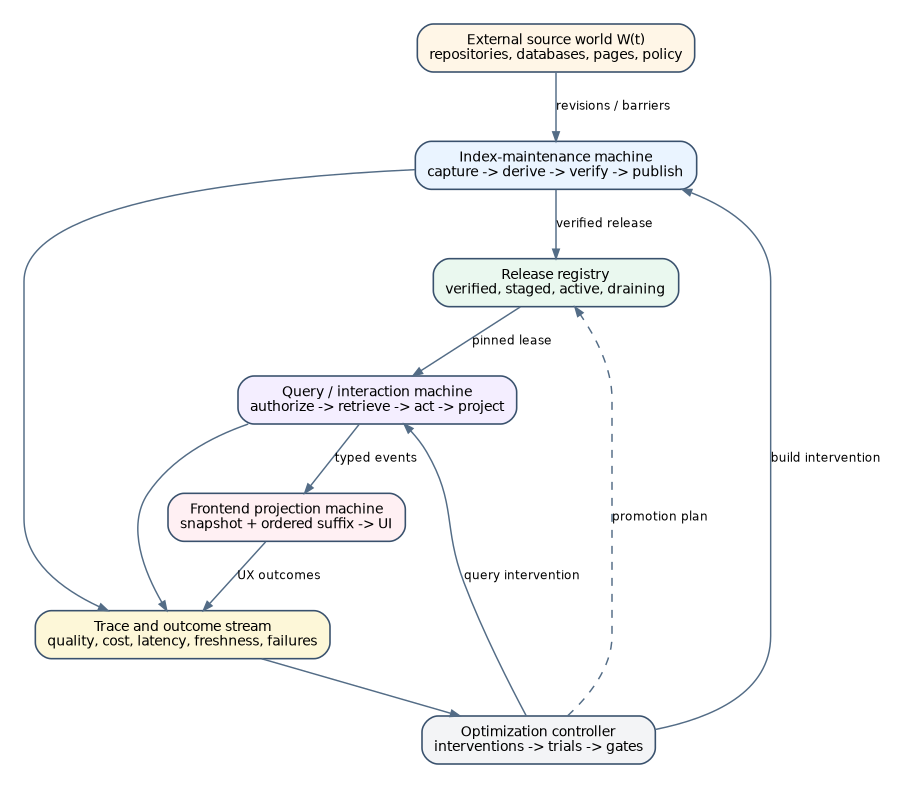 External source world W(t)
repositories, databases, pages, policy
revisions / barriers
Index-maintenance machine
capture -> derive -> verify -> publish
verified release
Release registry
verified, staged, active, draining
pinned lease
Query / interaction machine
authorize -> retrieve -> act -> project
typed events
build intervention
Frontend projection machine
snapshot + ordered suffix -> UI
promotion plan
UX outcomes
query intervention
Trace and outcome stream
quality, cost, latency, freshness, failures
Optimization controller
interventions -> trials -> gates